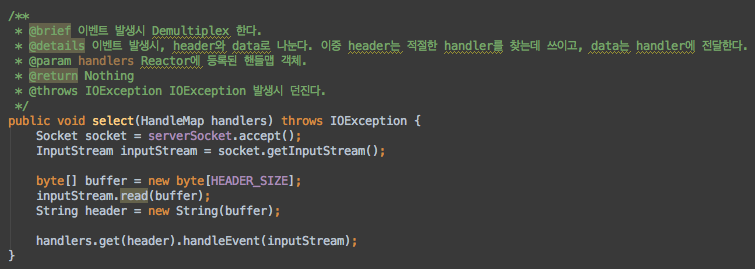 /**
 * @brief 이벤트 발생시 Demultiplex 한다.
 * @details 이벤트 발생시, header와 data로 나눈다. 이중 header는 적절한 handler를 찾는데 쓰이고, data는 handler에 전달한다.
 * @param handlers Reactor에 등록된 핸들맵 객체.
 * @return Nothing
 * @throws IOException IOException 발생시 던진다.
 */
public void select(HandleMap handlers) throws IOException {
    Socket socket = serverSocket.accept();
    InputStream inputStream = socket.getInputStream();

    byte[] buffer = new byte[HEADER_SIZE];
    inputStream.read(buffer);
    String header = new String(buffer);

    handlers.get(header).handleEvent(inputStream);
}